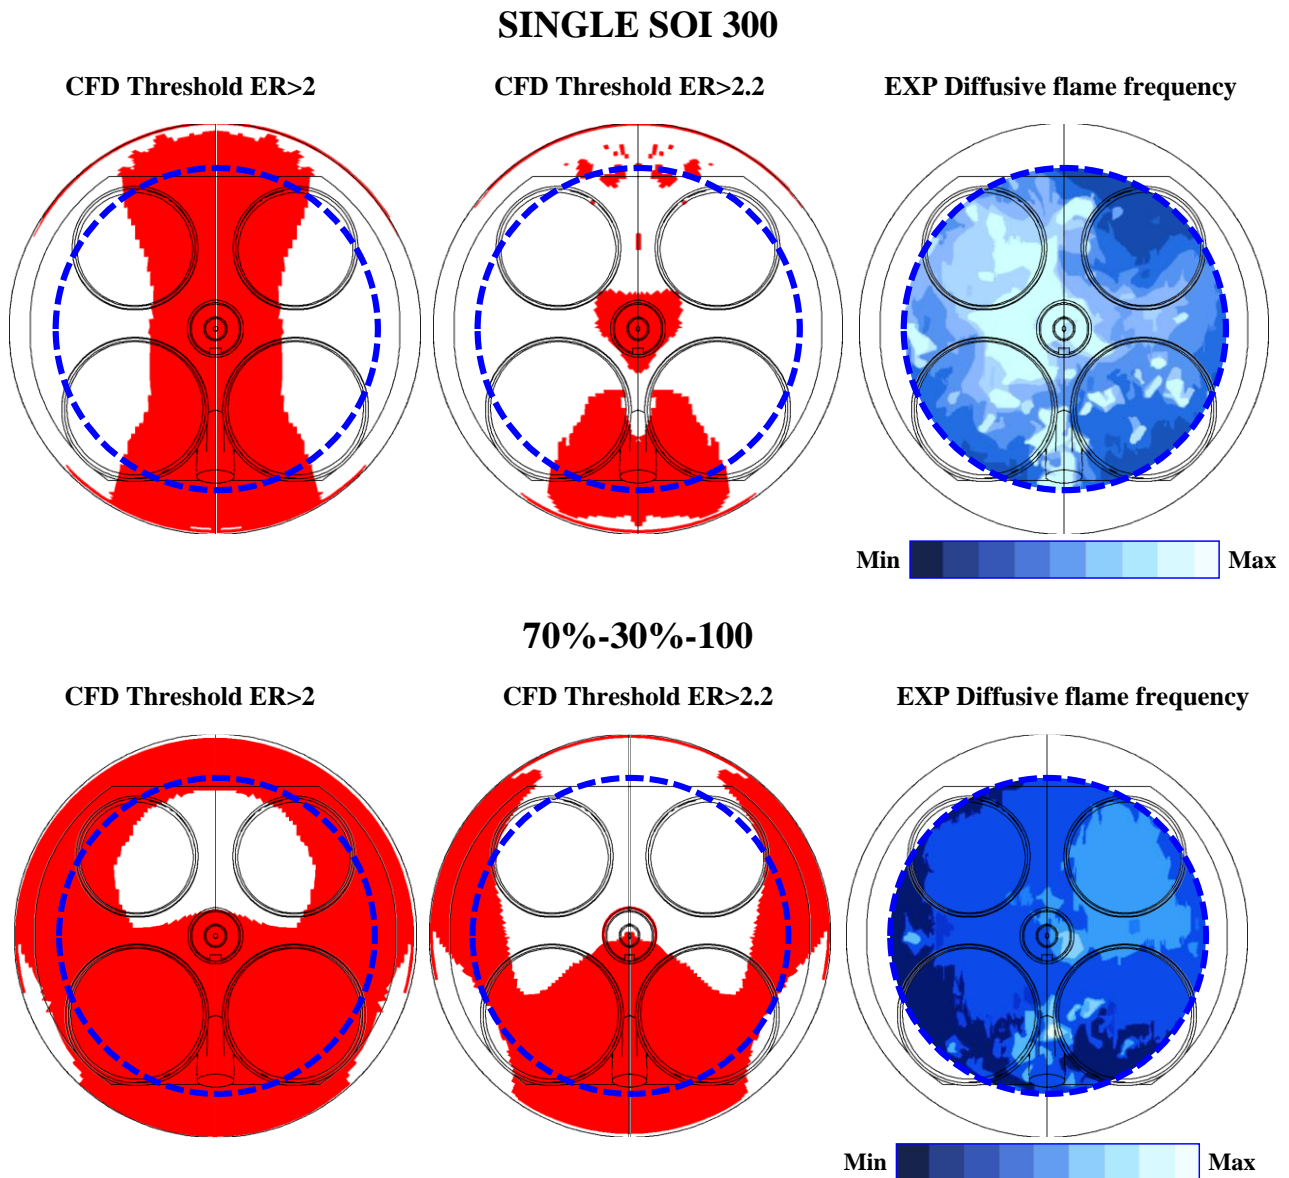 SINGLE SOI 300
CFD Threshold ER>2
CFD Threshold ER>2.2
EXP Diffusive flame frequency
Min
Max
70%-30%-100
CFD Threshold ER>2
CFD Threshold ER>2.2
EXP Diffusive flame frequency
Min
Max